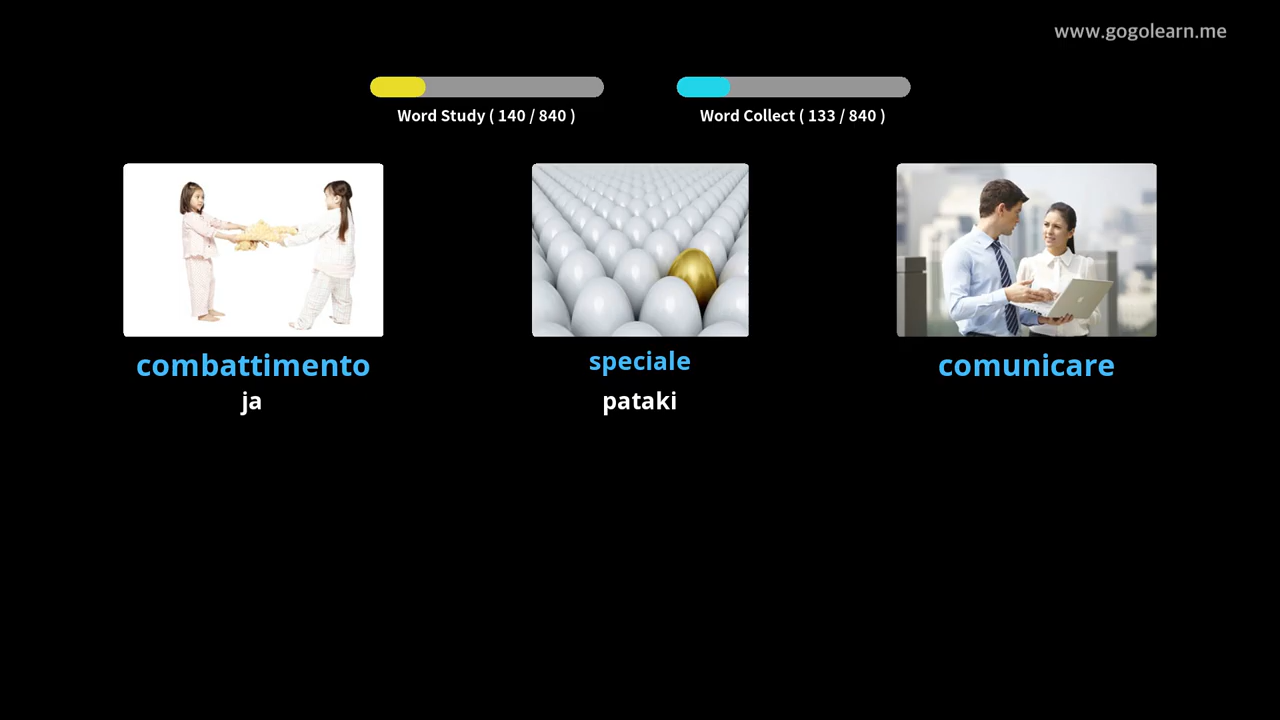 www.gogolearn.me
Word Study ( 140 / 840 )
Word Collect ( 133 / 840 )
combattimento
ja
speciale
pataki
comunicare